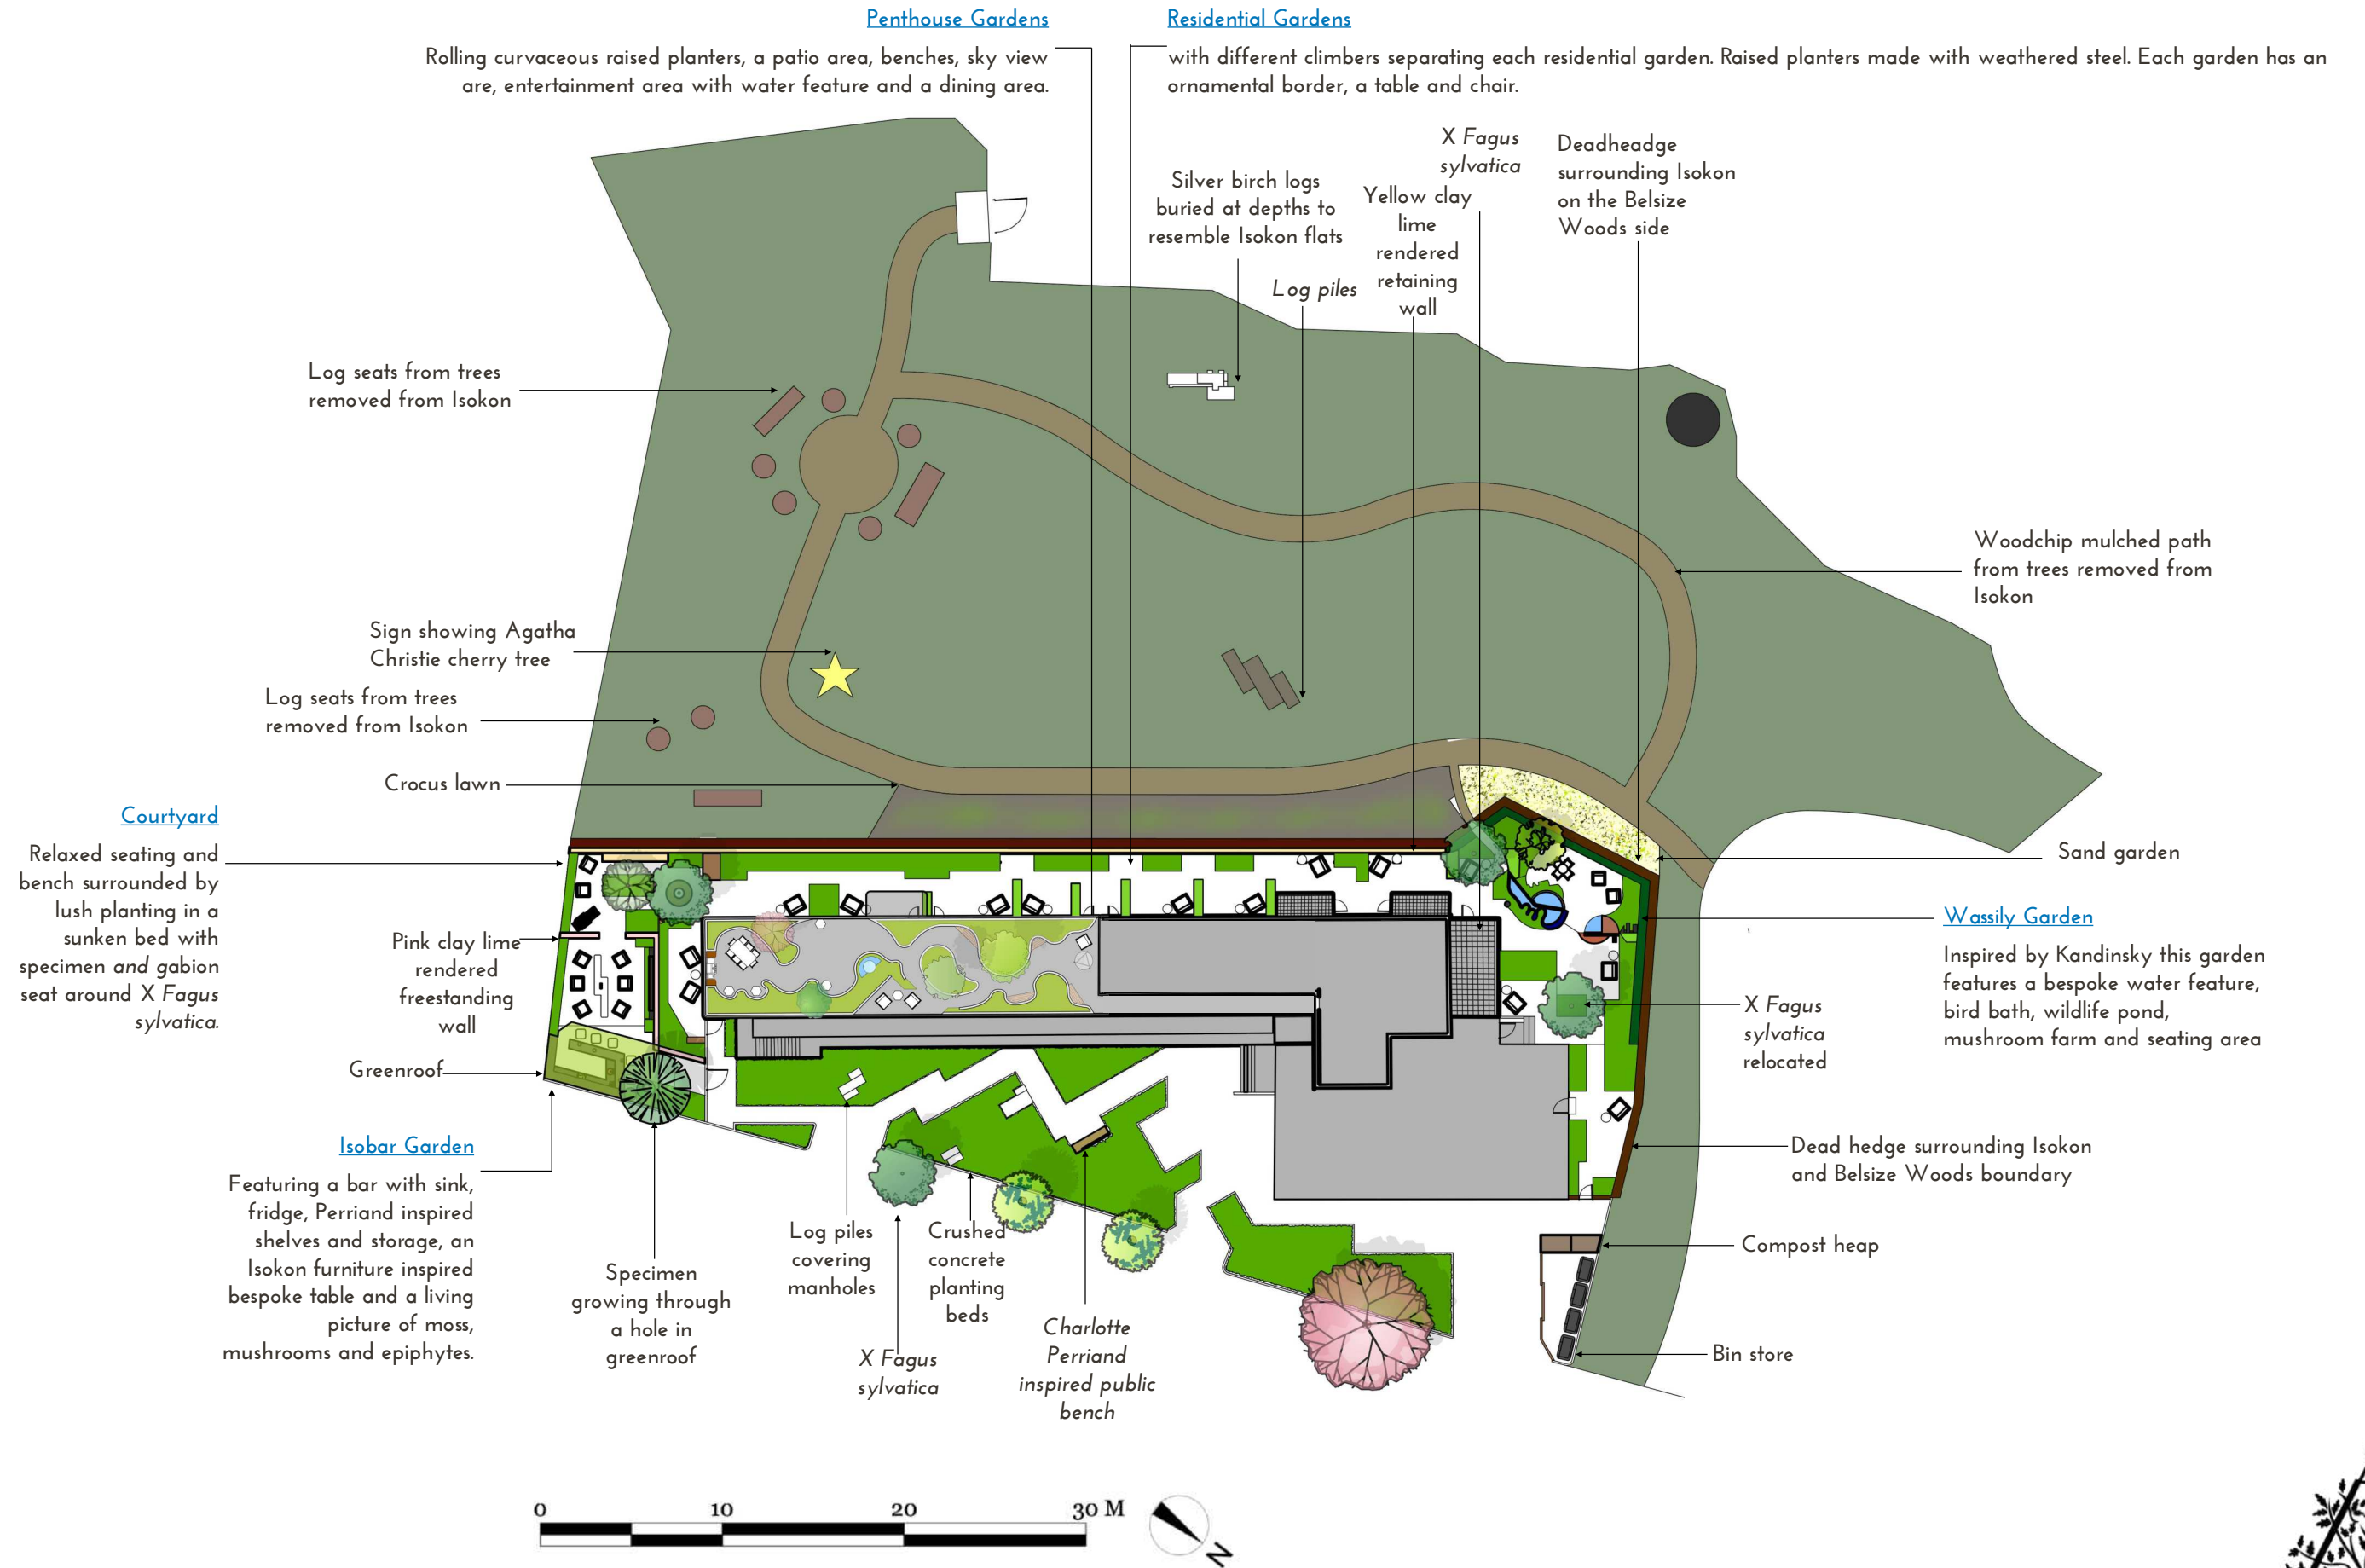 Penthouse Gardens
Rolling curvaceous raised planters, a patio area, benches, sky view
are, entertainment area with water feature and a dining area.
Residential Gardens
with different climbers separating each residential garden. Raised planters made with weathered steel. Each garden has an
ornamental border, a table and chair.
X Fagus
sylvatica
Deadheadge
surrounding Isokon
on the Belsize
Woods side
Silver birch logs
buried at depths to
resemble Isokon flats
Yellow clay
lime
rendered
retaining
wall
Log piles
Log seats from trees
removed from Isokon
Woodchip mulched path
from trees removed from
Isokon
Sign showing Agatha
Christie cherry tree
Log seats from trees
removed from Isokon
Crocus lawn
Courtyard
Relaxed seating and
bench surrounded by
lush planting in a
sunken bed with
specimen and gabion
seat around X Fagus
sylvatica.
Sand garden
Wassily Garden
Inspired by Kandinsky this garden
features a bespoke water feature,
bird bath, wildlife pond,
mushroom farm and seating area
Pink clay lime
rendered
freestanding
wall
X Fagus
sylvatica
relocated
Greenroof
Isobar Garden
Featuring a bar with sink,
fridge, Perriand inspired
shelves and storage, an
Isokon furniture inspired
bespoke table and a living
picture of moss,
mushrooms and epiphytes.
Dead hedge surrounding Isokon
and Belsize Woods boundary
Specimen
growing through
a hole in
greenroof
Log piles
covering
manholes
X Fagus
sylvatica
Crushed
concrete
planting
beds
Charlotte
Perriand
inspired public
bench
Compost heap
Bin store
0 10 20 30 M
N